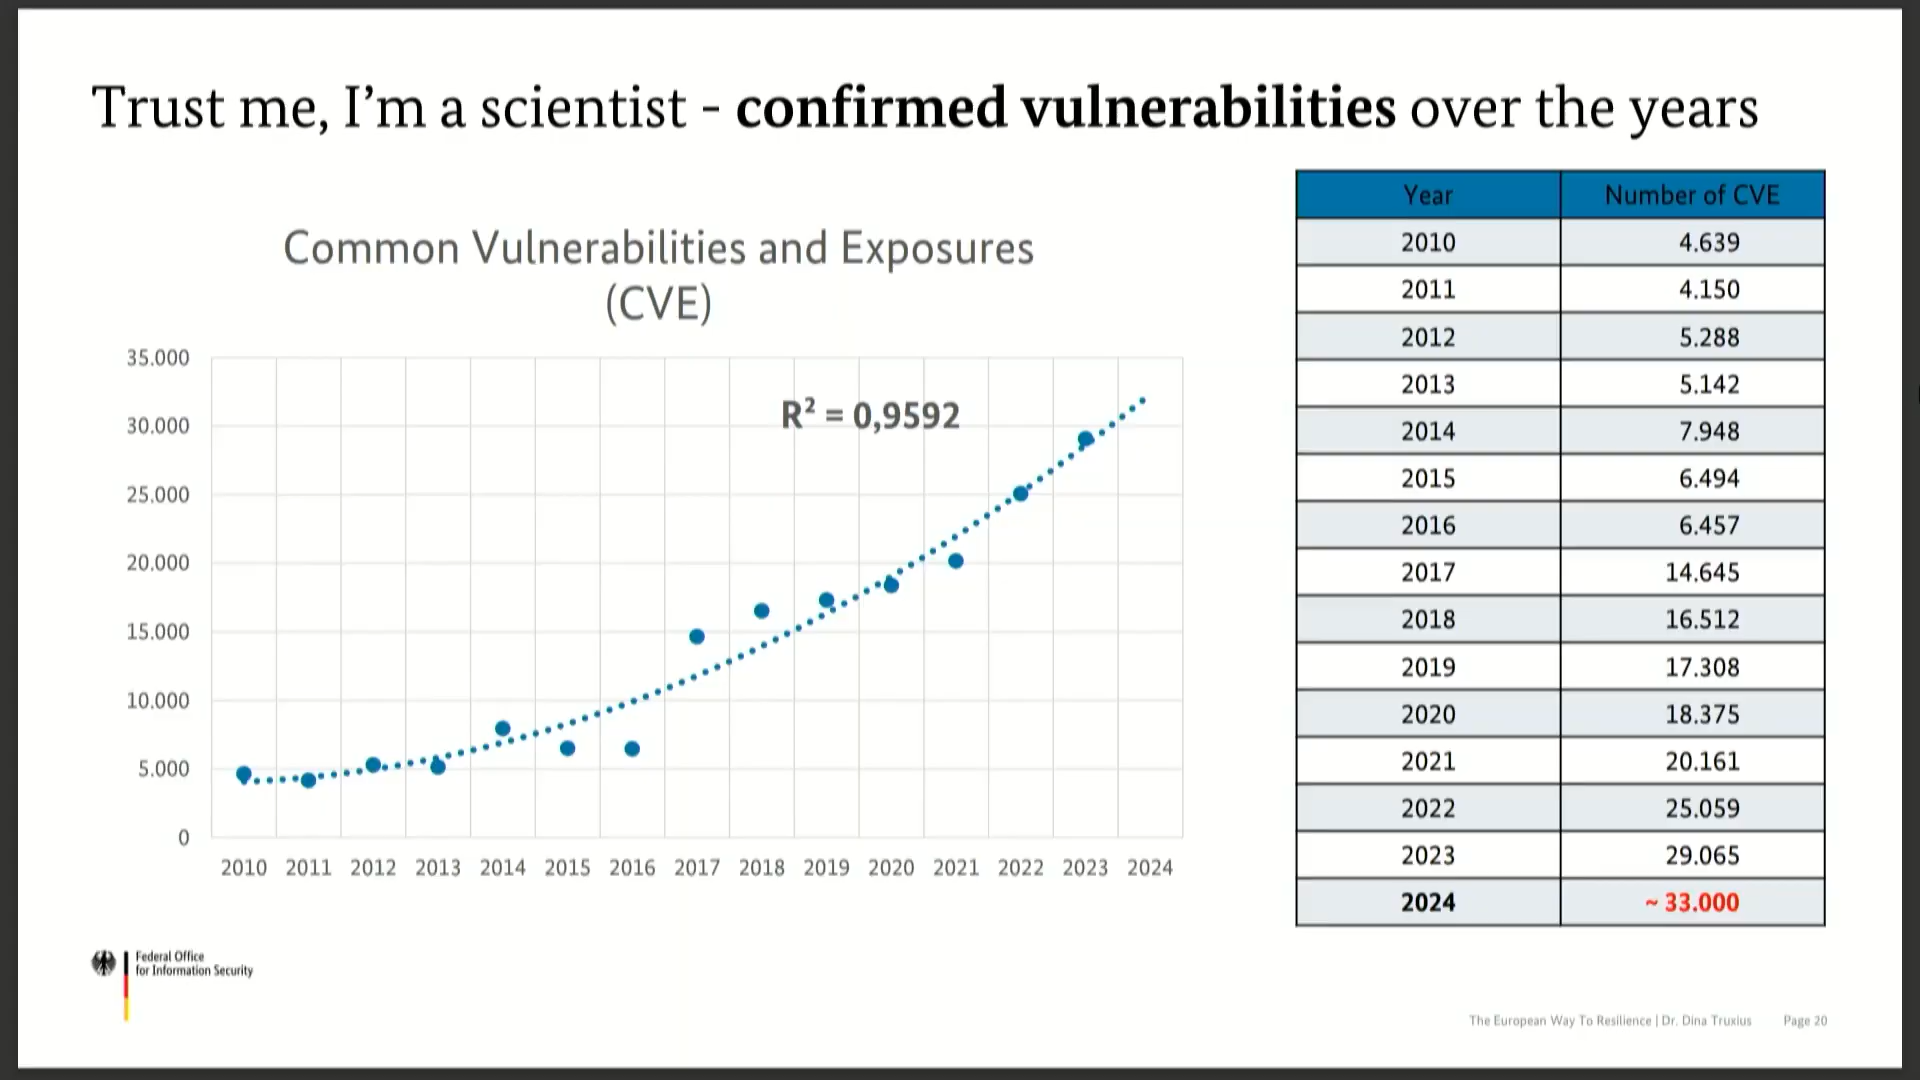 Trust me, I'm a scientist - confirmed vulnerabilities over the years
Common Vulnerabilities and Exposures
(CVE)
35.000
30.000
25.000
20.000
15.000
10.000
5.000
0
R² = 0,9592
2010 2011 2012 2013 2014 2015 2016 2017 2018 2019 2020 2021 2022 2023 2024
Year Number of CVE
2010 4.639
2011 4.150
2012 5.288
2013 5.142
2014 7.948
2015 6.494
2016 6.457
2017 14.645
2018 16.512
2019 17.308
2020 18.375
2021 20.161
2022 25.059
2023 29.065
2024 ~ 33.000
Federal Office
for Information Security
The European Way To Resilience | Dr. Dina Truxius Page 20